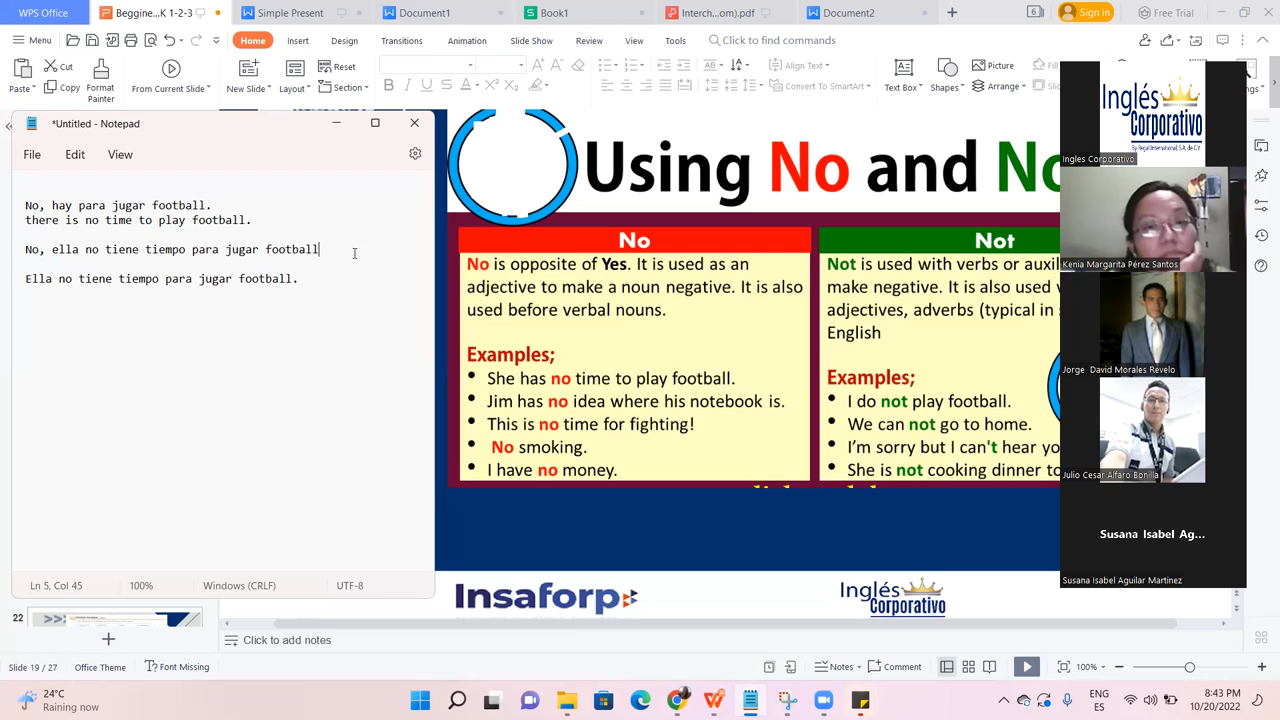 Beggine...A1-2
Simple Present
Document1
Book1
Interch...om).pdf
Document2
Sign in
Menu
Home
Insert
Design
Transitions
Animation
Slide Show
Review
View
Tools
Click to find commands
Cut
Copy
Format
Painter
From Current Slide
New Slide
Layout
Reset
Section
Align Text
Convert To SmartArt
Text Box
Shapes
Picture
Arrange
*Untitled - Notepad
File Edit View
, hay para jugar football.
here is no time to play football.
No, ella no tiene tiempo para jugar football
Ella no tiene tiempo para jugar football.
Ln 5, Col 45
100%
Windows (CRLF)
UTF-8
Using No and No
No
No is opposite of Yes. It is used as an
adjective to make a noun negative. It is also
used before verbal nouns.
Examples;
• She has no time to play football.
• Jim has no idea where his notebook is.
• This is no time for fighting!
• No smoking.
• I have no money.
Not
Not is used with verbs or auxil
make negative. It is also used
adjectives, adverbs (typical in
English
Examples;
• I do not play football.
• We can not go to home.
• I'm sorry but I can't hear yo
• She is not cooking dinner to
Insaforp
Inglés
Corporativo
Inglés
Corporativo
By Regal International, S.A. de C.V.
Ingles Corporativo
Kenia Margarita Pérez Santos
Jorge David Morales Revelo
Julio Cesar Alfaro Bonilla
Susana Isabel Ag...
Susana Isabel Aguilar Martinez
22
Click to add notes
Slide 19 / 27
Office Theme
Font Missing
Notes
Comment
100%
24°C
Raining now
ENG
ES
8:43 PM
10/20/2022